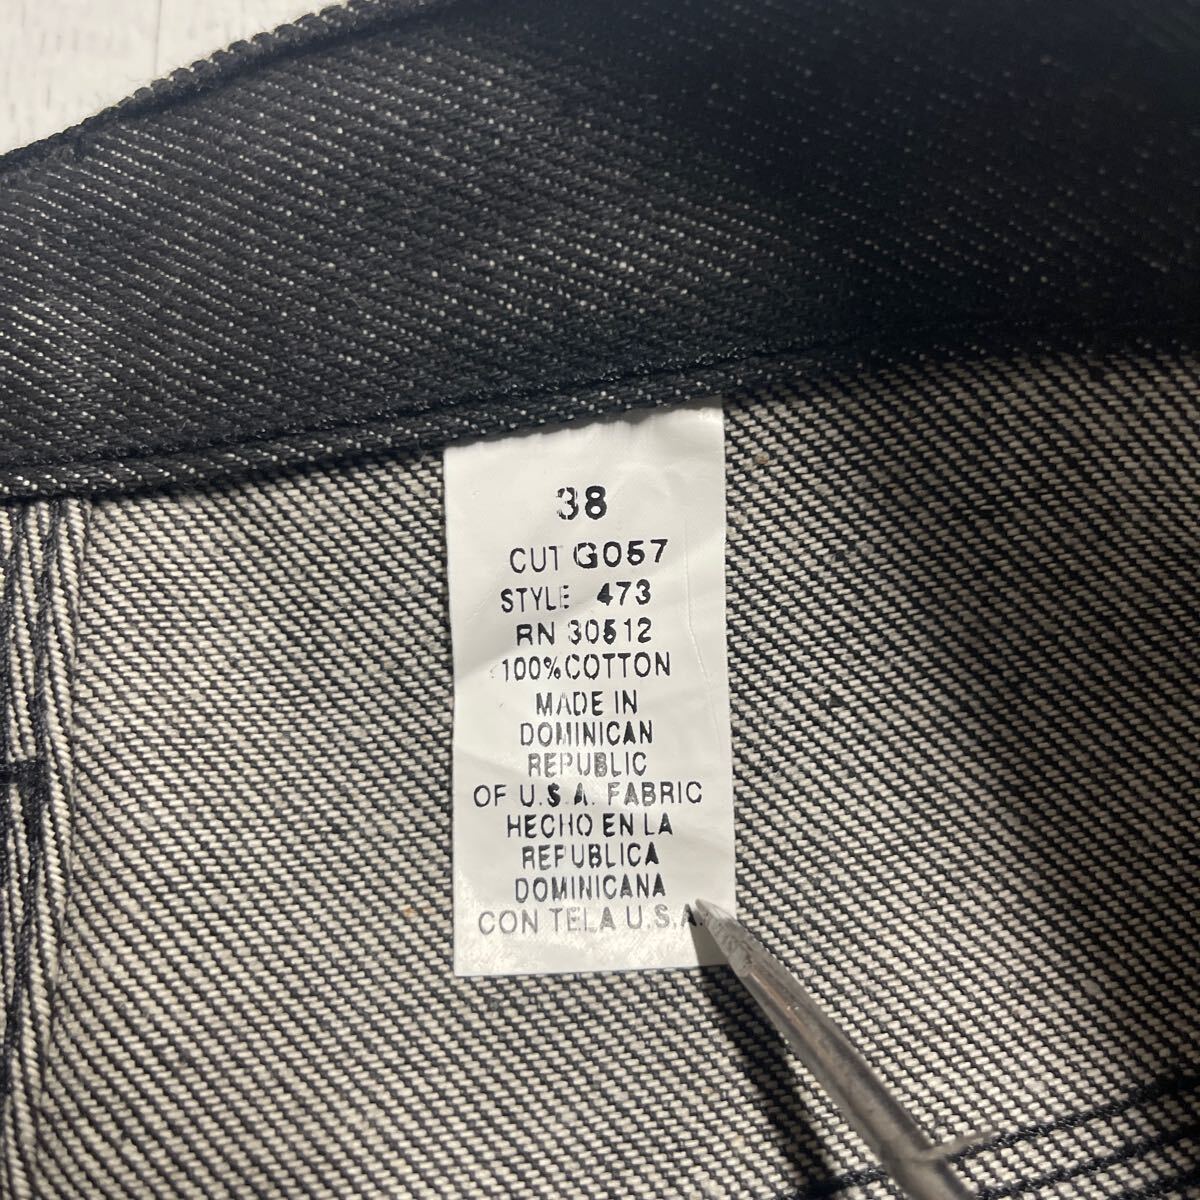 38
CUT G057
STYLE 473
RN 30512
100%COTTON
MADE IN
DOMINICAN
REPUBLIC
OF U.S.A. FABRIC
HECHO EN LA
REPUBLICA
DOMINICANA
CON TELA U.S.A.